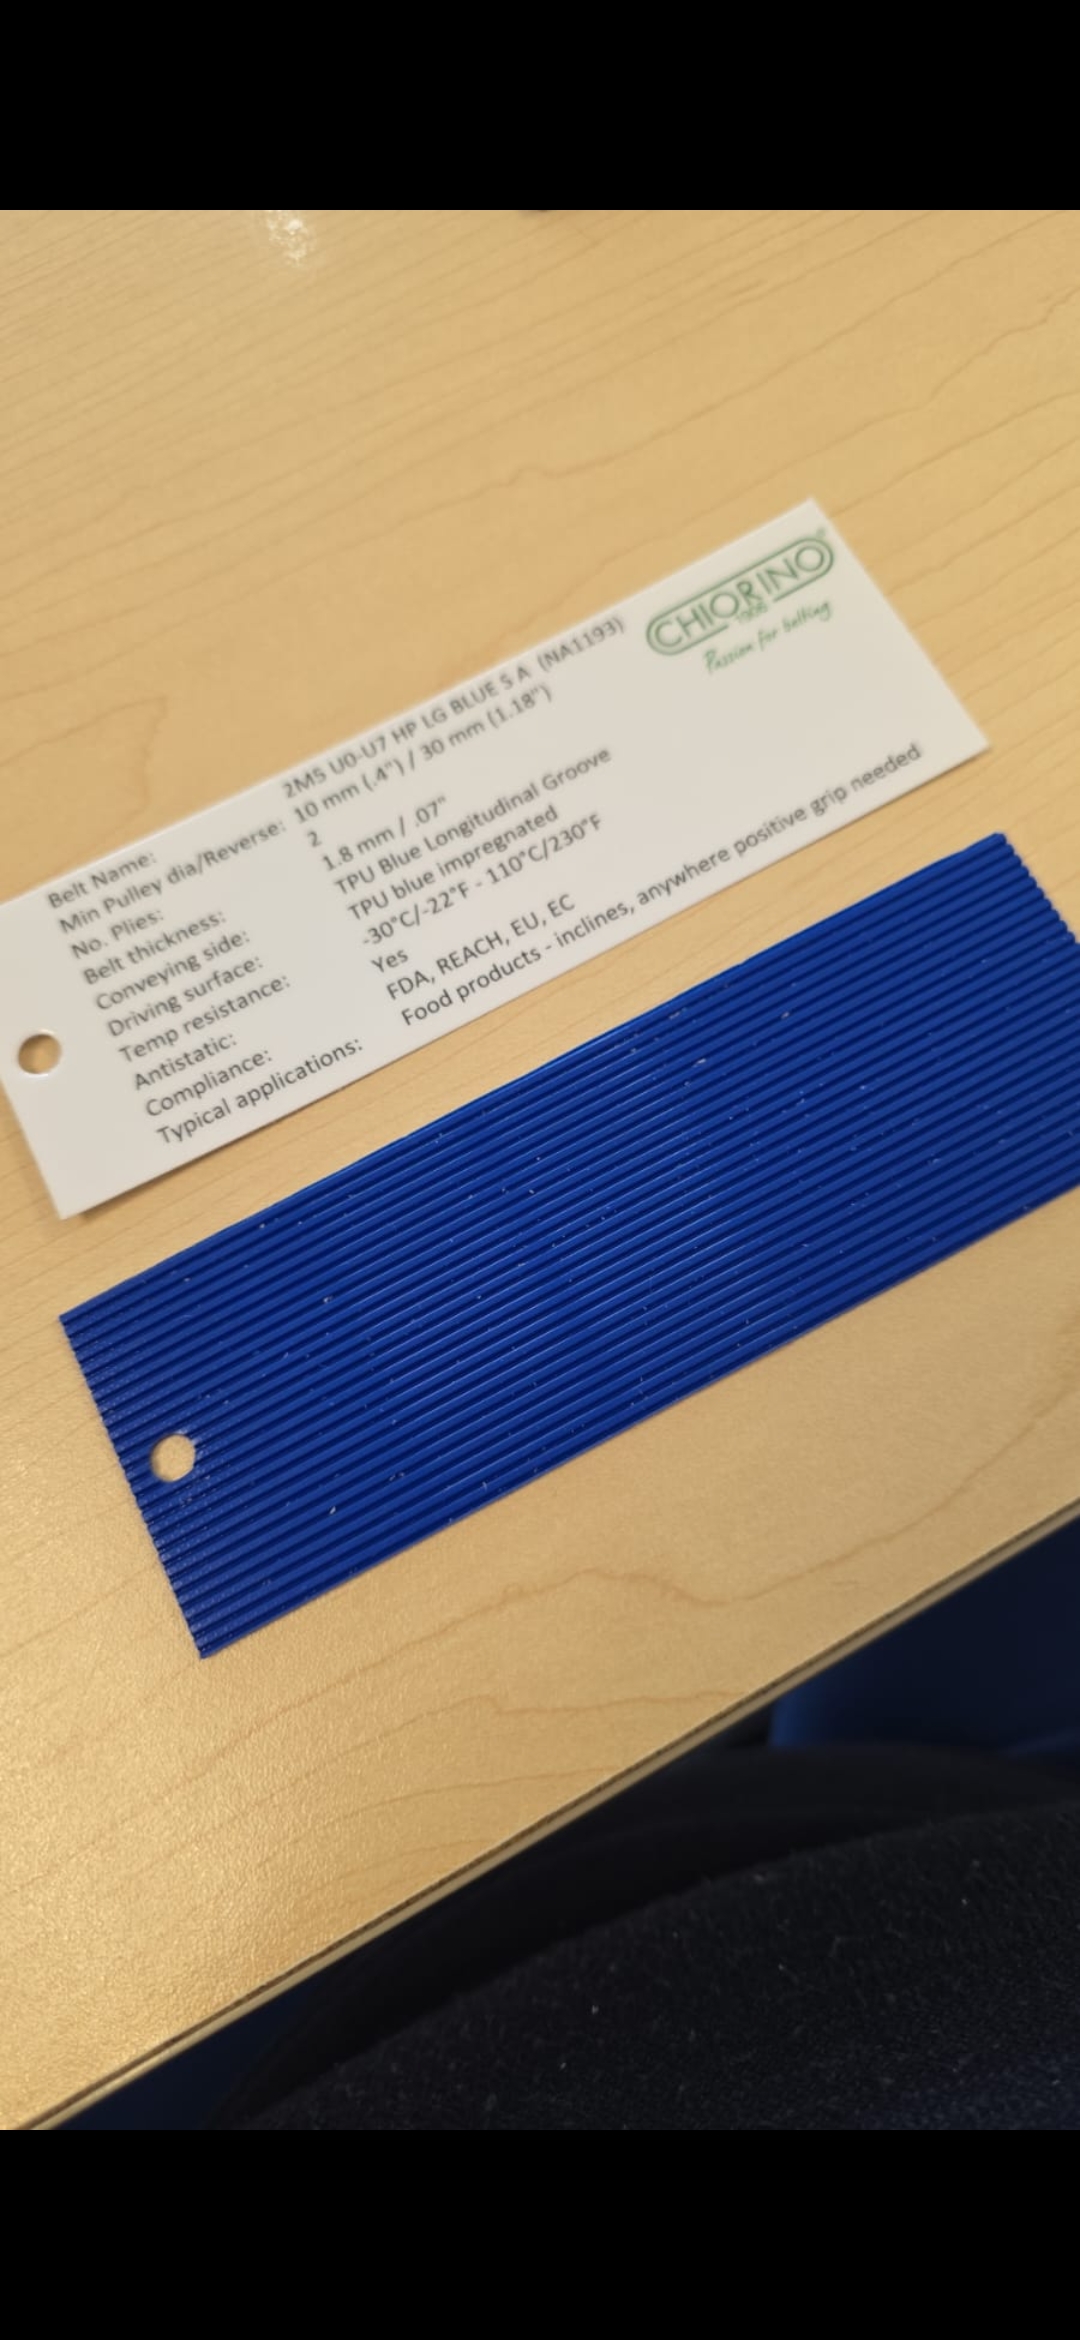 CHIORINO
1906
Passion for belting
Belt Name: 2M5 U0-U7 HP LG BLUE S A (NA1193)
Min Pulley dia/Reverse: 10 mm (.4") / 30 mm (1.18")
No. Plies: 2
Belt thickness: 1.8 mm / .07"
Conveying side: TPU Blue Longitudinal Groove
Driving surface: TPU blue impregnated
Temp resistance: -30°C/-22°F - 110°C/230°F
Antistatic: Yes
Compliance: FDA, REACH, EU, EC
Typical applications: Food products - inclines, anywhere positive grip needed